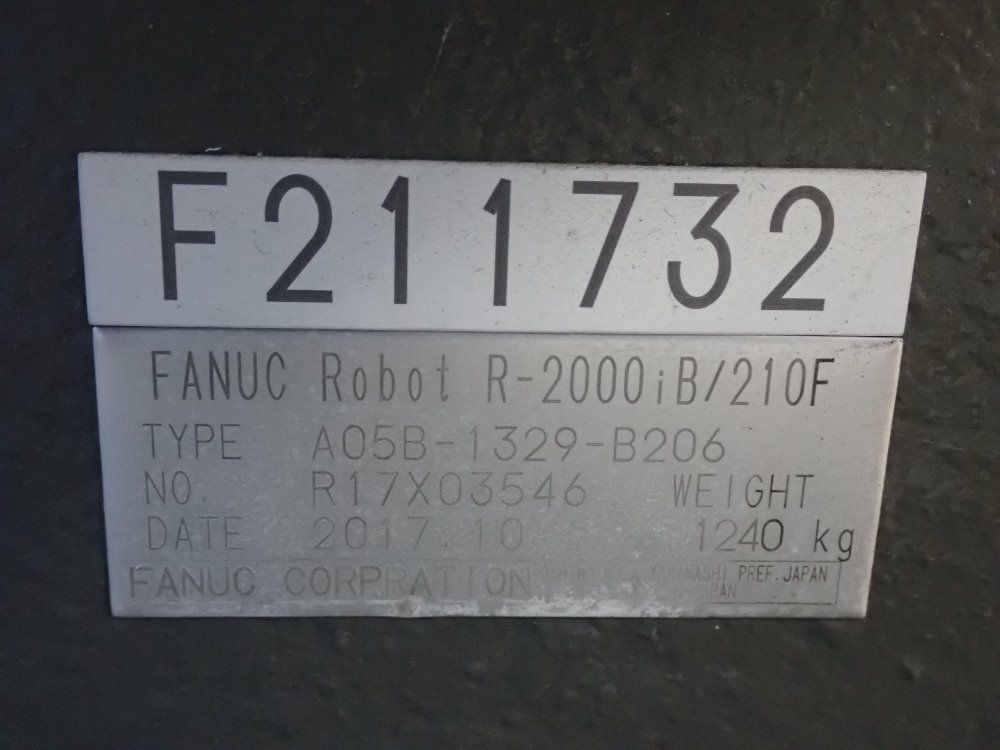 F211732
FANUC Robot R-2000iB/210F
TYPE A05B-1329-B206
NO. R17X03546 WEIGHT
DATE 2017.10 1240 kg
FANUC CORPRATION PREF. JAPAN